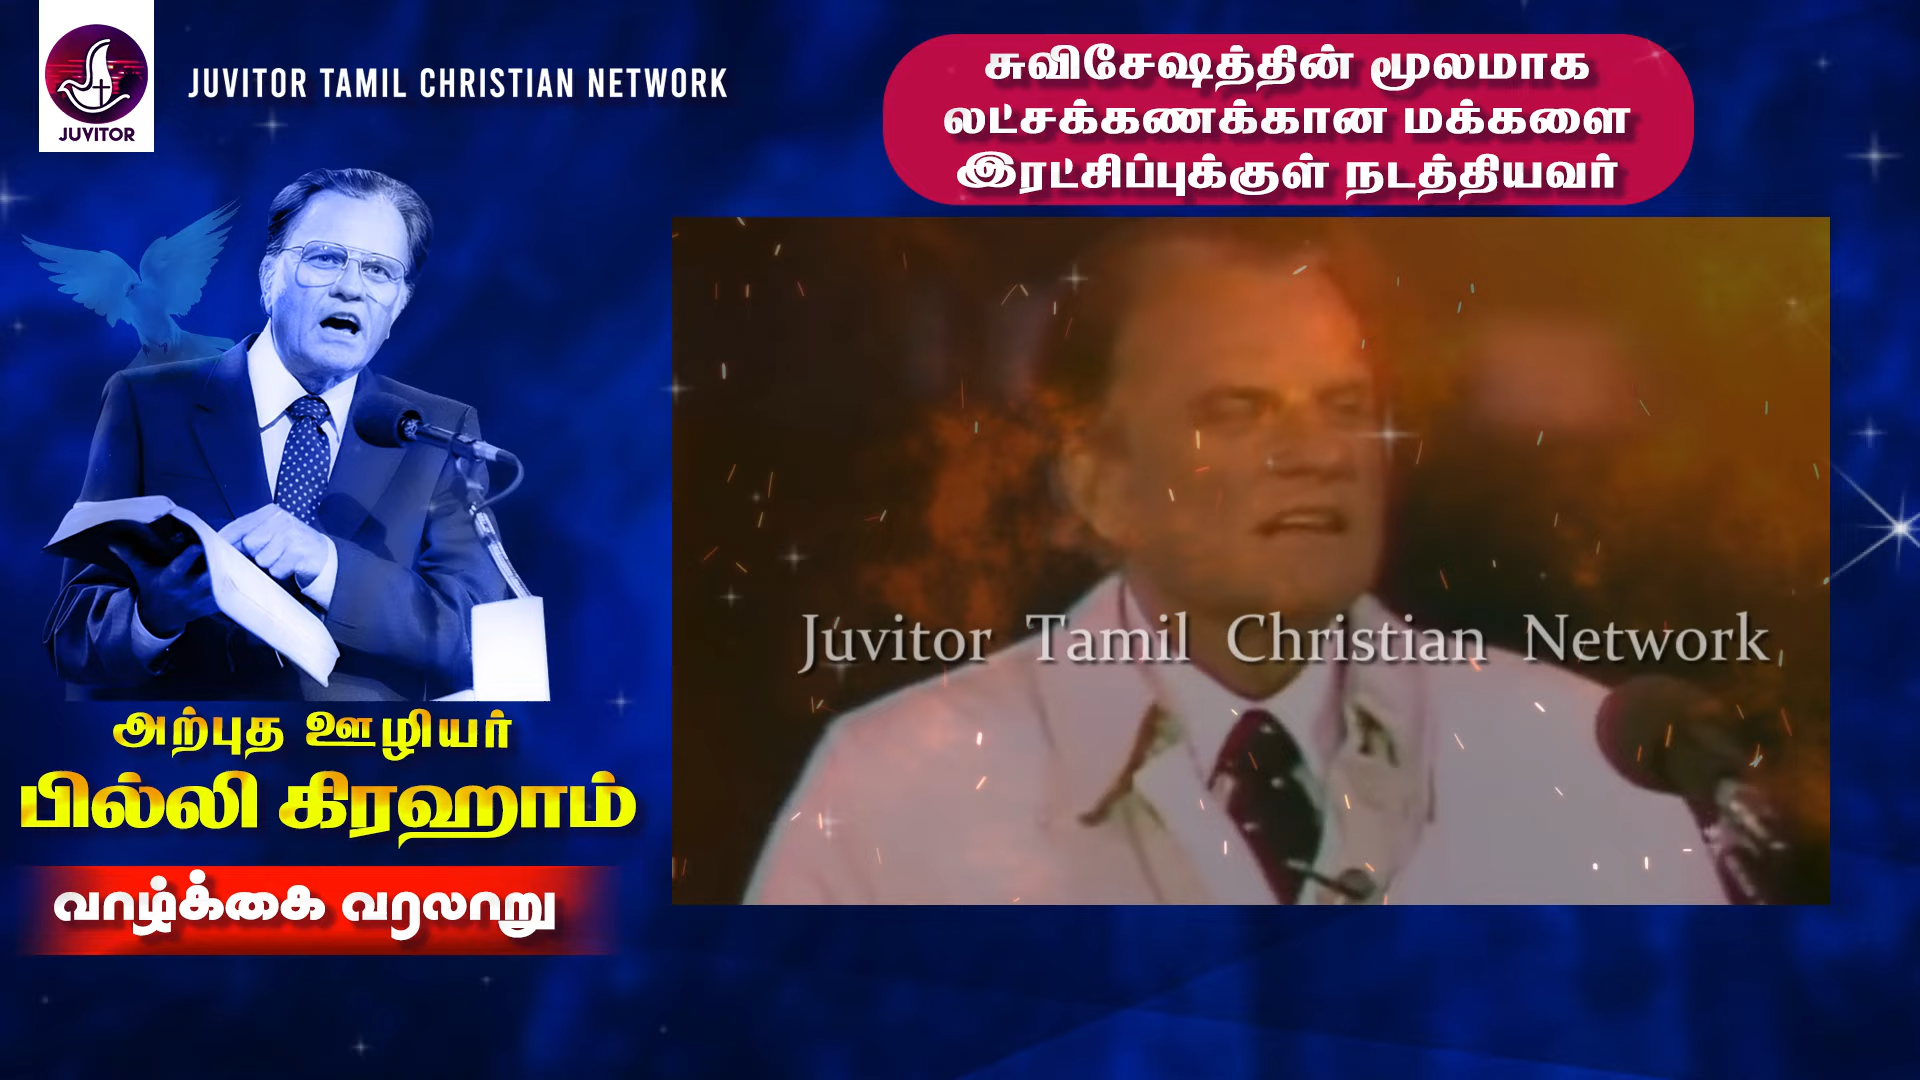 JUVITOR
JUVITOR TAMIL CHRISTIAN NETWORK
சுவிசேஷத்தின் மூலமாக
லட்சக்கணக்கான மக்களை
இரட்சிப்புக்குள் நடத்தியவர்
Juvitor Tamil Christian Network
அற்புத ஊழியர்
பில்லி கிரஹாம்
வாழ்க்கை வரலாறு